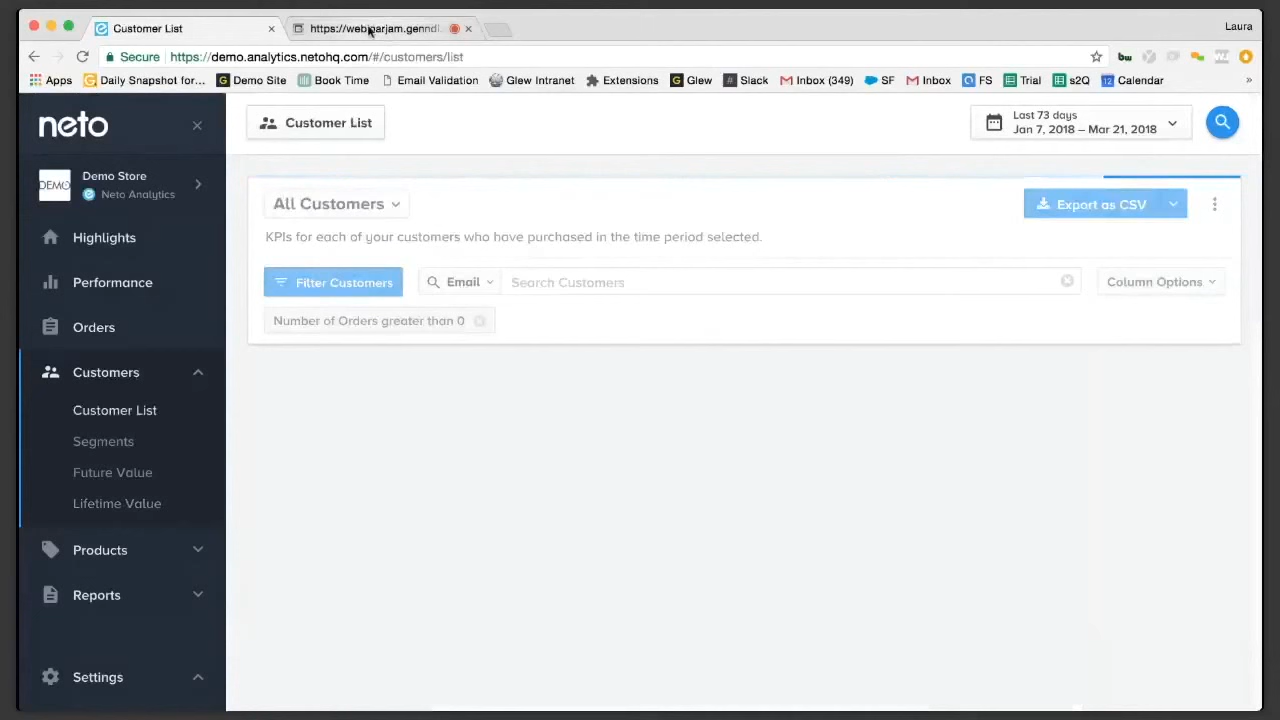 Customer List
https://webinarjam.genndi.
Laura
Secure
https://demo.analytics.netohq.com/#/customers/list
Apps
Daily Snapshot for...
Demo Site
Book Time
Email Validation
Glew Intranet
Extensions
Glew
Slack
Inbox (349)
SF
Inbox
FS
Trial
s2Q
Calendar
»
neto
Customer List
Last 73 days
Jan 7, 2018 – Mar 21, 2018
DEMO
Demo Store
Neto Analytics
All Customers
Export as CSV
KPIs for each of your customers who have purchased in the time period selected.
Filter Customers
Email
Search Customers
Column Options
Number of Orders greater than 0
Highlights
Performance
Orders
Customers
Customer List
Segments
Future Value
Lifetime Value
Products
Reports
Settings